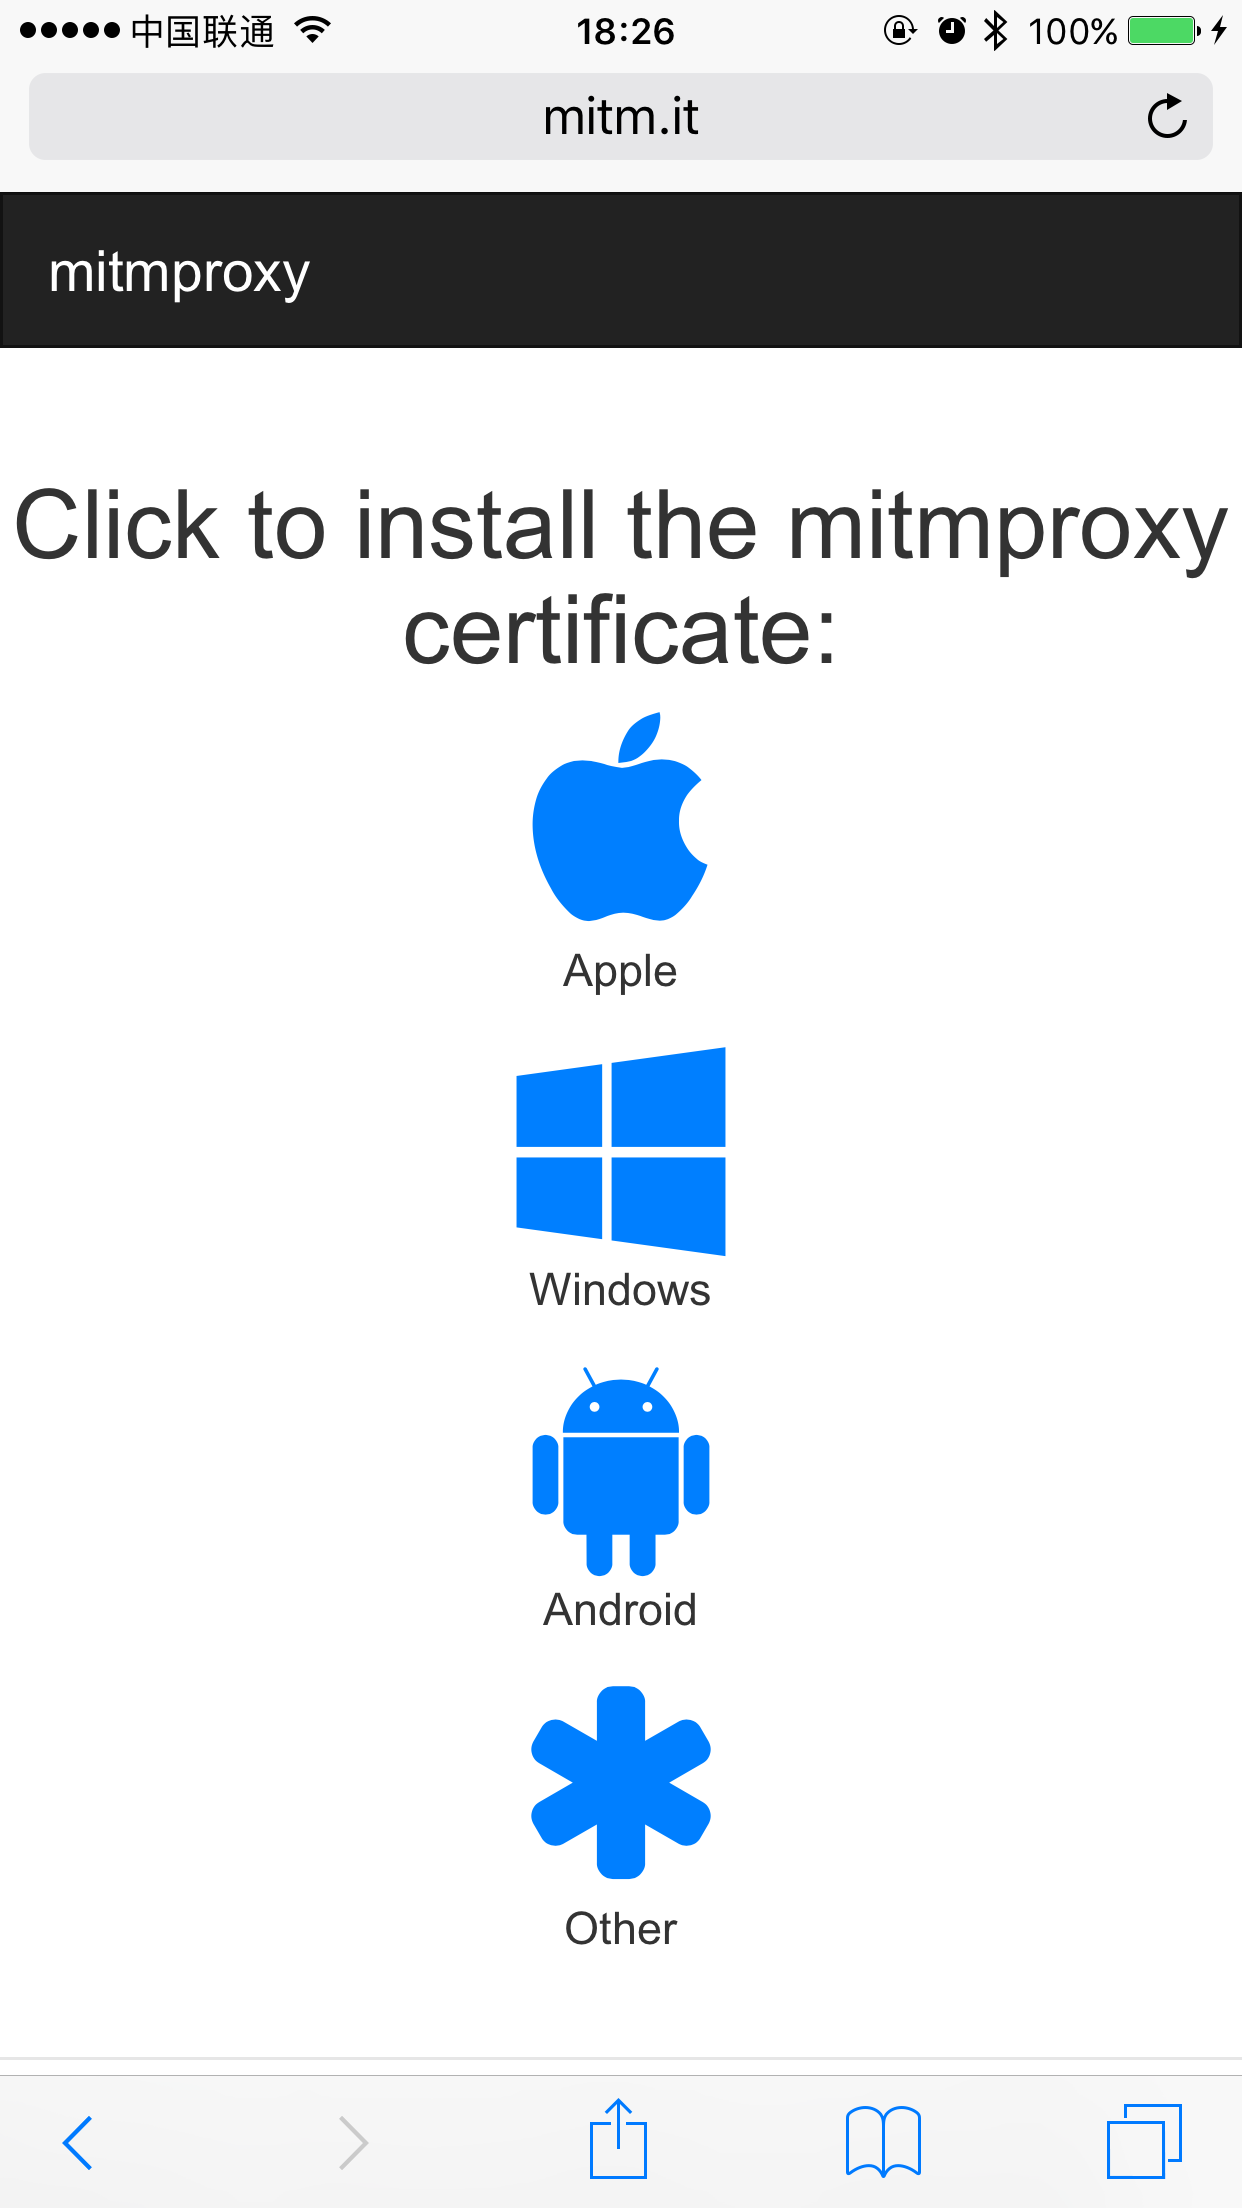 中国联通 18:26 100%
mitm.it
mitmproxy
Click to install the mitmproxy
certificate:
Apple
Windows
Android
Other